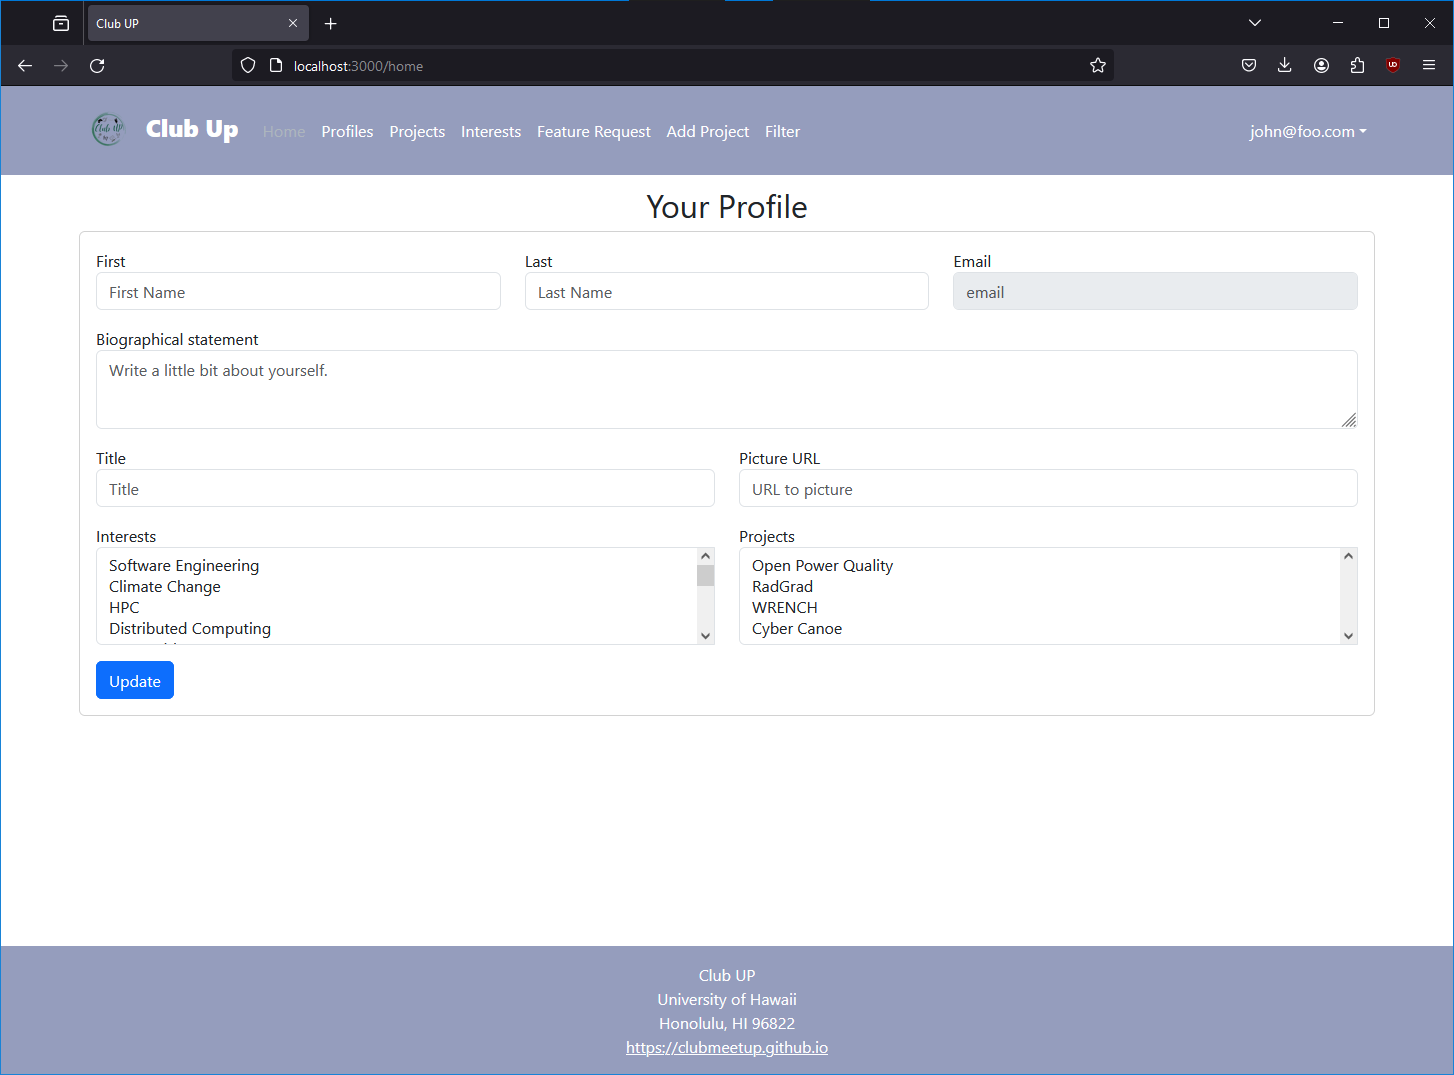 Club UP
localhost:3000/home
Club UP
Club Up Home Profiles Projects Interests Feature Request Add Project Filter john@foo.com
Your Profile
First Last Email
First Name Last Name email
Biographical statement
Write a little bit about yourself.
Title Picture URL
Title URL to picture
Interests Projects
Software Engineering Open Power Quality
Climate Change RadGrad
HPC WRENCH
Distributed Computing Cyber Canoe
Update
Club UP
University of Hawaii
Honolulu, HI 96822
https://clubmeetup.github.io